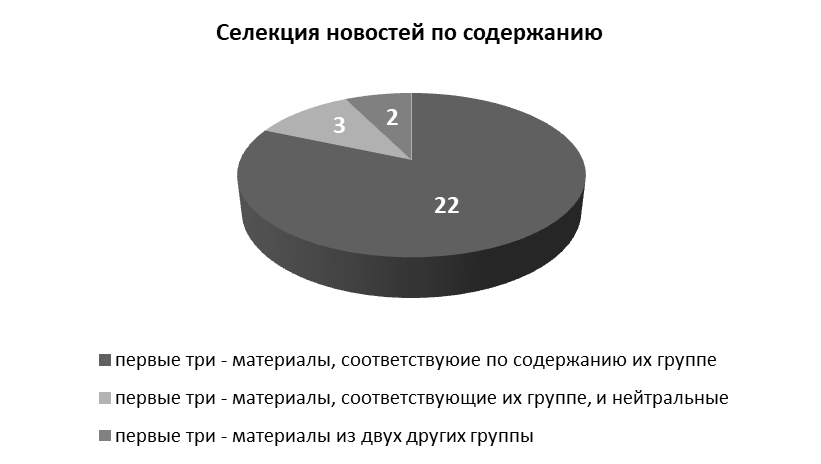 Селекция новостей по содержанию
3
2
22
первые три - материалы, соответствуюие по содержанию их группе
первые три - материалы, соответствующие их группе, и нейтральные
первые три - материалы из двух других группы